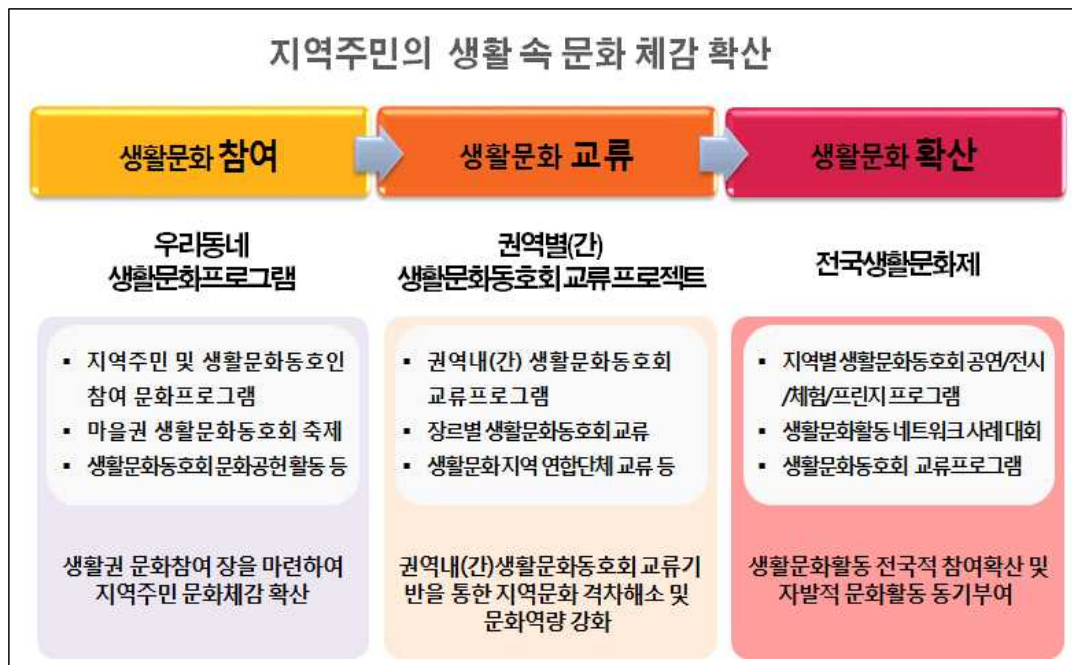 지역주민의 생활 속 문화 체감 확산
생활문화 참여
생활문화 교류
생활문화 확산
우리동네
생활문화프로그램
▪ 지역주민 및 생활문화동호인
참여 문화프로그램
▪ 마을권 생활문화동호회 축제
▪ 생활문화동호회 문화공헌 활동 등
생활권 문화참여 장을 마련하여
지역주민 문화체감 확산
권역별(간)
생활문화동호회 교류 프로젝트
▪ 권역내(간) 생활문화동호회
교류프로그램
▪ 장르별 생활문화동호회 교류
▪ 생활문화 지역 연합단체 교류 등
권역내(간)생활문화동호회 교류기
반을 통한 지역문화 격차해소 및
문화역량 강화
전국생활문화제
▪ 지역별 생활문화동호회 공연/전시
/체험/프린지 프로그램
▪ 생활문화활동 네트워크 사례 대회
▪ 생활문화동호회 교류프로그램
생활문화활동 전국적 참여확산 및
자발적 문화활동 동기부여